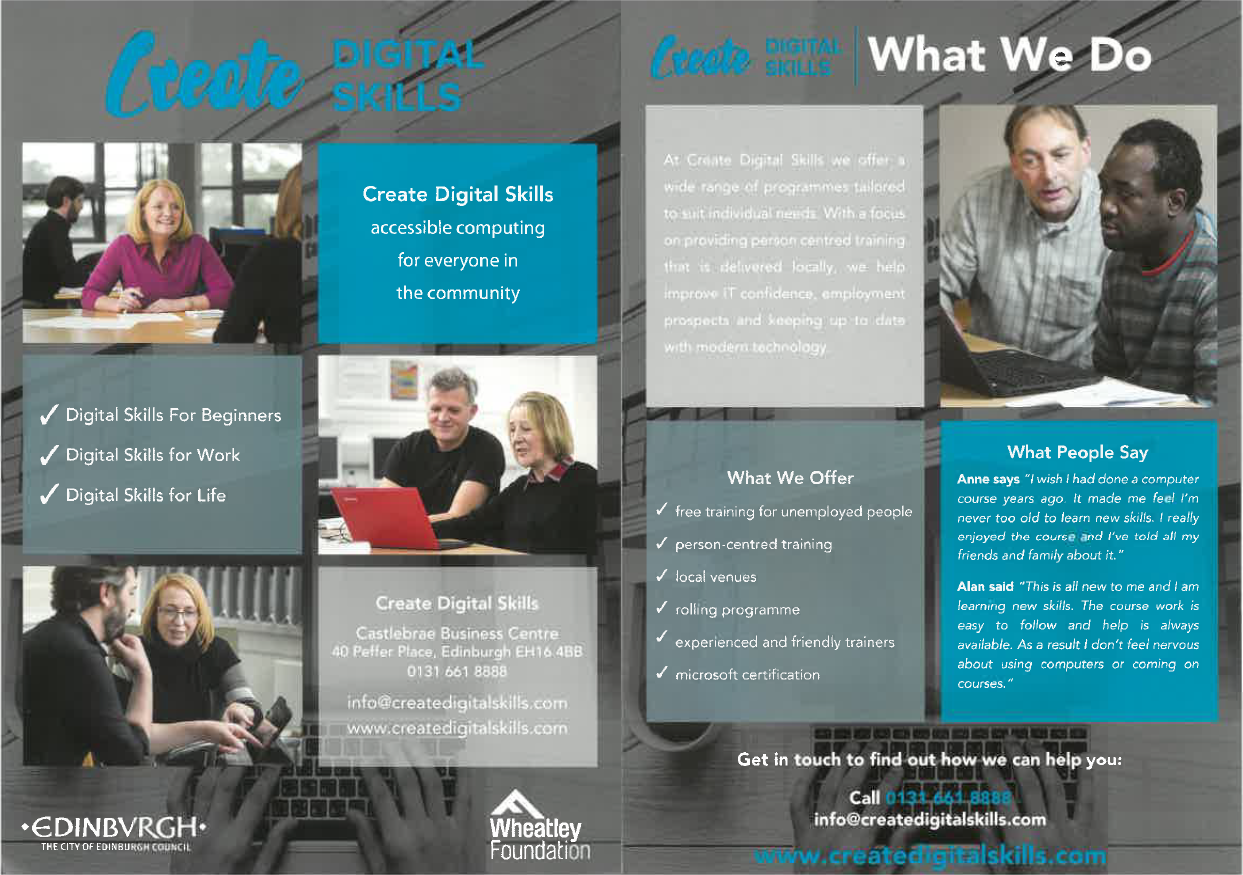 Create DIGITAL
SKILLS
Create Digital Skills
accessible computing
for everyone in
the community
✓ Digital Skills For Beginners
✓ Digital Skills for Work
✓ Digital Skills for Life
Create Digital Skills
Castlebrae Business Centre
40 Peffer Place, Edinburgh EH16 4BB
0131 661 8888
info@createdigitalskills.com
www.createdigitalskills.com
•EDINBVRGH•
THE CITY OF EDINBURGH COUNCIL
Wheatley
Foundation
Create DIGITAL
SKILLS
What We Do
At Create Digital Skills we offer a
wide range of programmes tailored
to suit individual needs. With a focus
on providing person centred training
that is delivered locally, we help
improve IT confidence, employment
prospects and keeping up to date
with modern technology.
What We Offer
✓ free training for unemployed people
✓ person-centred training
✓ local venues
✓ rolling programme
✓ experienced and friendly trainers
✓ microsoft certification
What People Say
Anne says "I wish I had done a computer
course years ago. It made me feel I'm
never too old to learn new skills. I really
enjoyed the course and I've told all my
friends and family about it."
Alan said "This is all new to me and I am
learning new skills. The course work is
easy to follow and help is always
available. As a result I don't feel nervous
about using computers or coming on
courses."
Get in touch to find out how we can help you:
Call 0131 661 8888
info@createdigitalskills.com
www.createdigitalskills.com